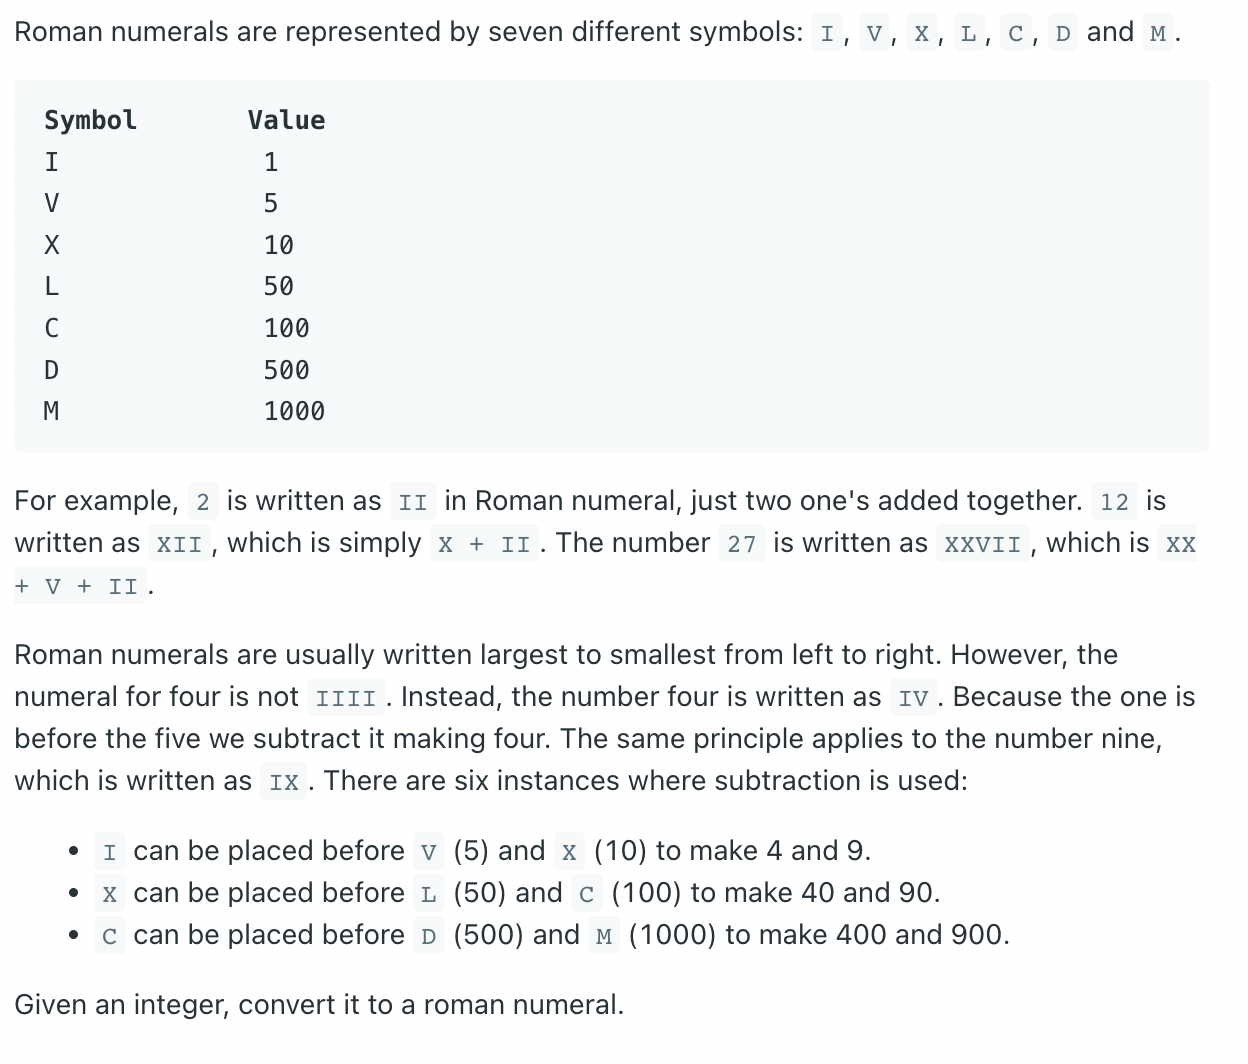 Roman numerals are represented by seven different symbols: I, V, X, L, C, D and M.
Symbol Value
I 1
V 5
X 10
L 50
C 100
D 500
M 1000
For example, 2 is written as II in Roman numeral, just two one's added together. 12 is
written as XII, which is simply X + II. The number 27 is written as XXVII, which is XX
+ V + II.
Roman numerals are usually written largest to smallest from left to right. However, the
numeral for four is not IIII. Instead, the number four is written as IV. Because the one is
before the five we subtract it making four. The same principle applies to the number nine,
which is written as IX. There are six instances where subtraction is used:
• I can be placed before V (5) and X (10) to make 4 and 9.
• X can be placed before L (50) and C (100) to make 40 and 90.
• C can be placed before D (500) and M (1000) to make 400 and 900.
Given an integer, convert it to a roman numeral.